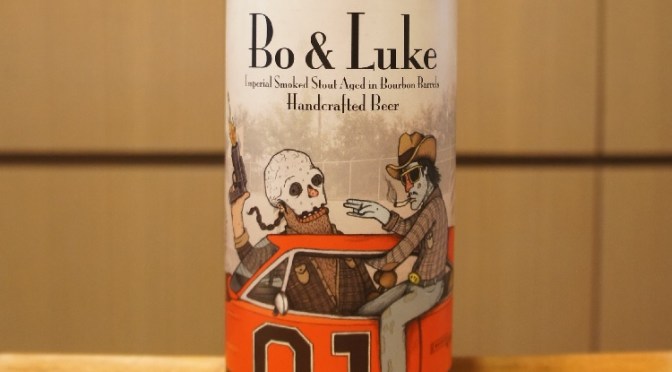 Bo & Luke
Imperial Smoked Stout Aged in Bourbon Barrels
Handcrafted Beer
01